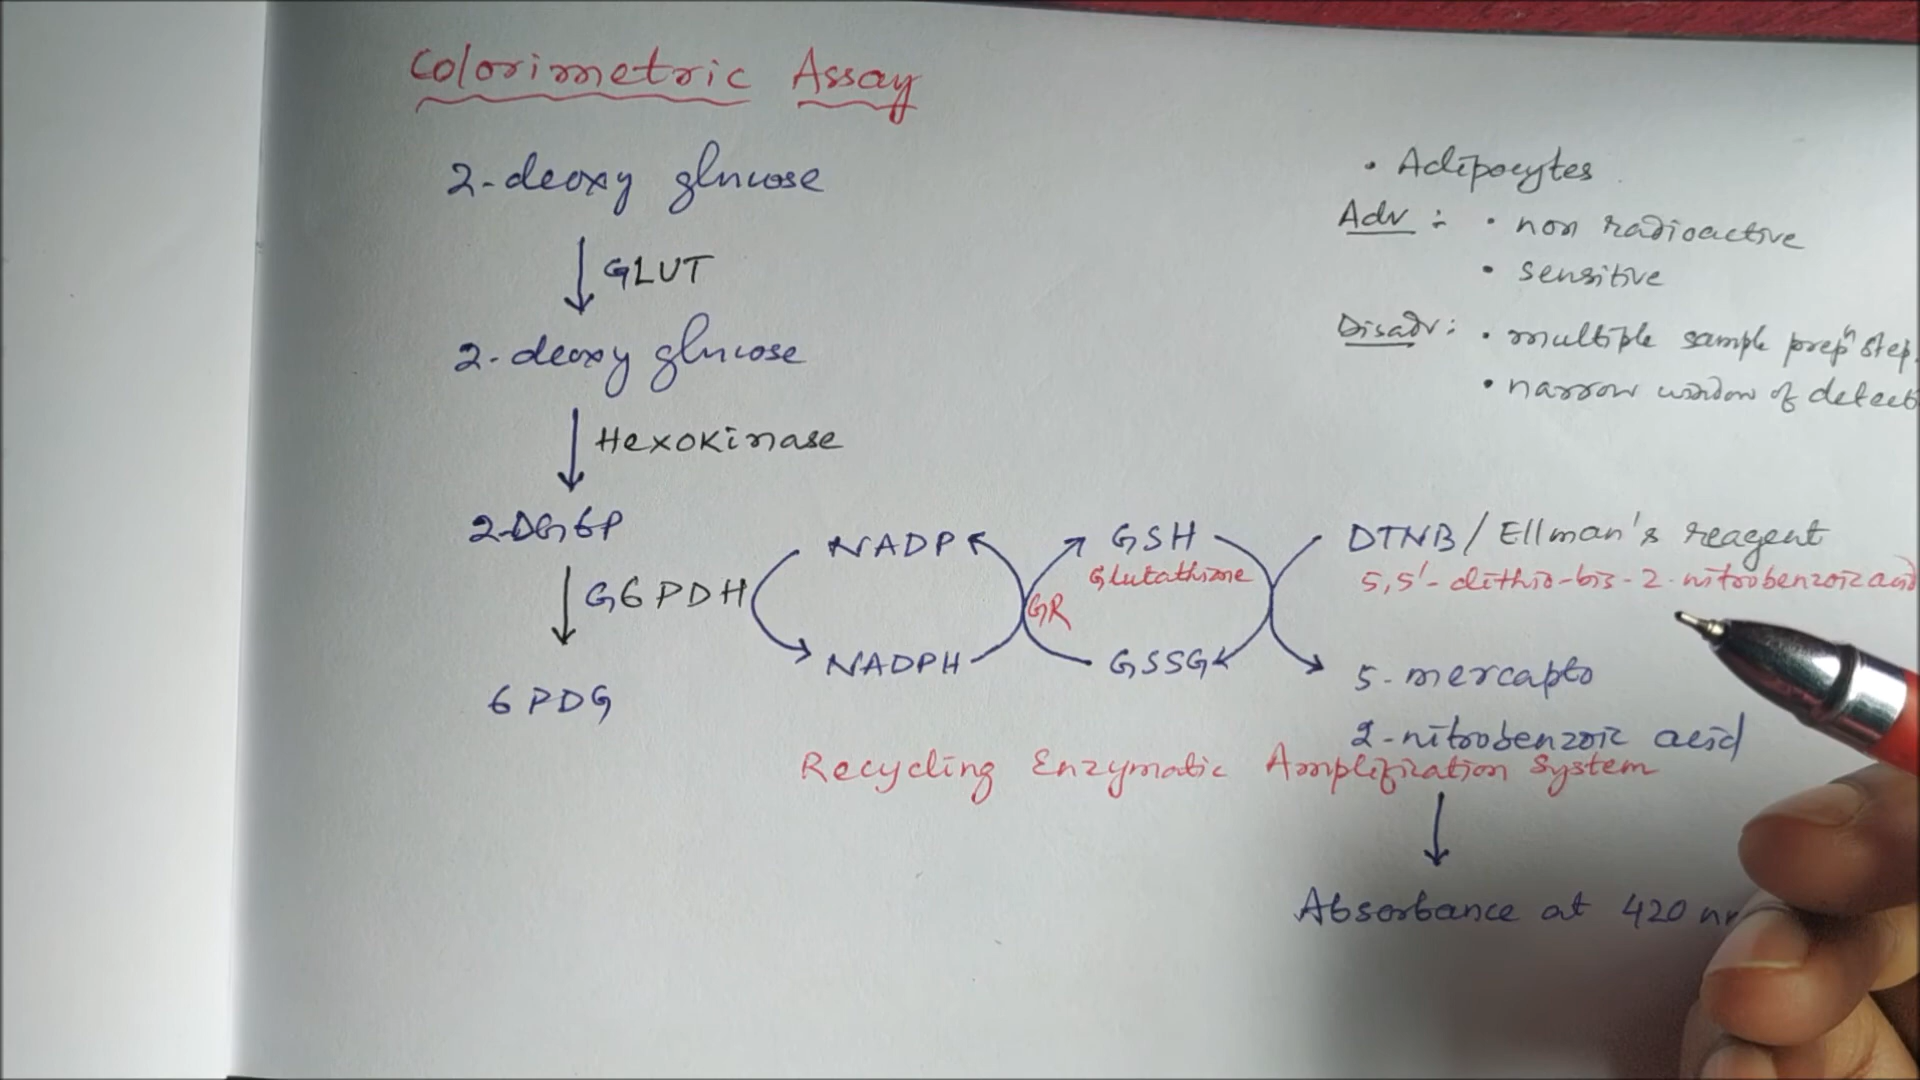 Colorimetric Assay
2-deoxy glucose
GLUT
2-deoxy glucose
Hexokinase
2-DG6P
G6PDH
6PDG
NADP
NADPH
GR
GSH
Glutathione
GSSG
DTNB / Ellman's reagent
5,5'-dithio-bis-2-nitrobenzoic acid
5-mercapto
2-nitrobenzoic acid
Recycling Enzymatic Amplification System
Absorbance at 420
• Adipocytes
Adv : • non radioactive
• sensitive
Disadv : • multiple sample prepⁿ step
• narrow window of detect